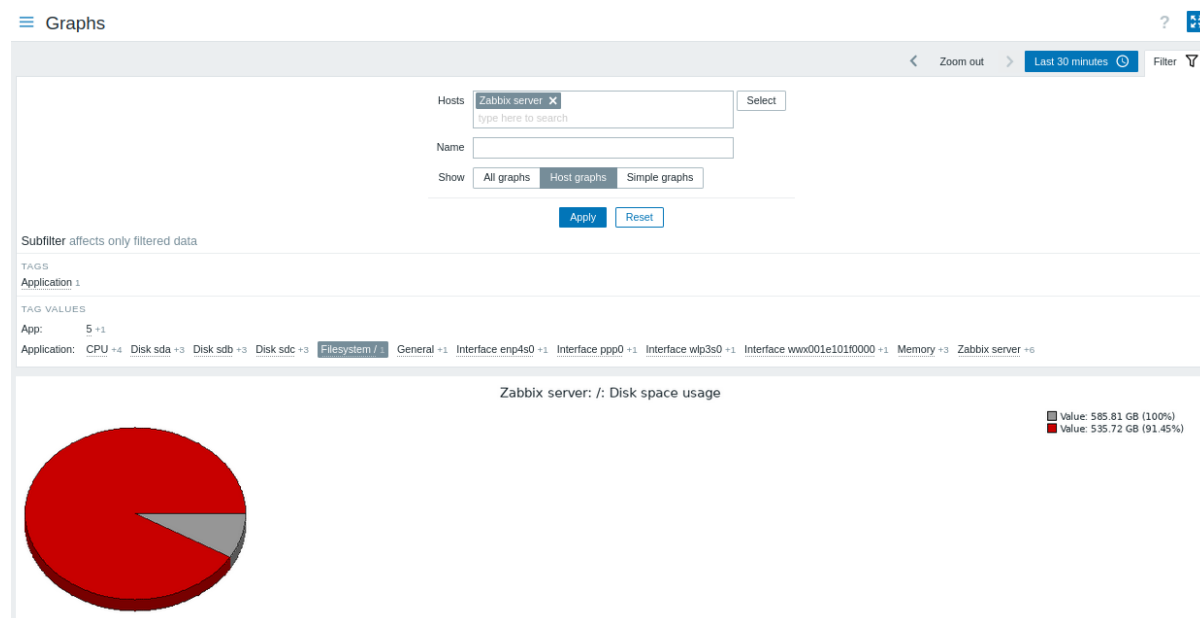 Graphs ?
Zoom out Last 30 minutes Filter
Hosts Zabbix server Select
type here to search
Name
Show All graphs Host graphs Simple graphs
Apply Reset
Subfilter affects only filtered data
TAGS
Application 1
TAG VALUES
App: 5 +1
Application: CPU +4 Disk sda +3 Disk sdb +3 Disk sdc +3 Filesystem / 1 General +1 Interface enp4s0 +1 Interface ppp0 +1 Interface wlp3s0 +1 Interface wwx001e101f0000 +1 Memory +3 Zabbix server +6
Zabbix server: /: Disk space usage
Value: 585.81 GB (100%)
Value: 535.72 GB (91.45%)